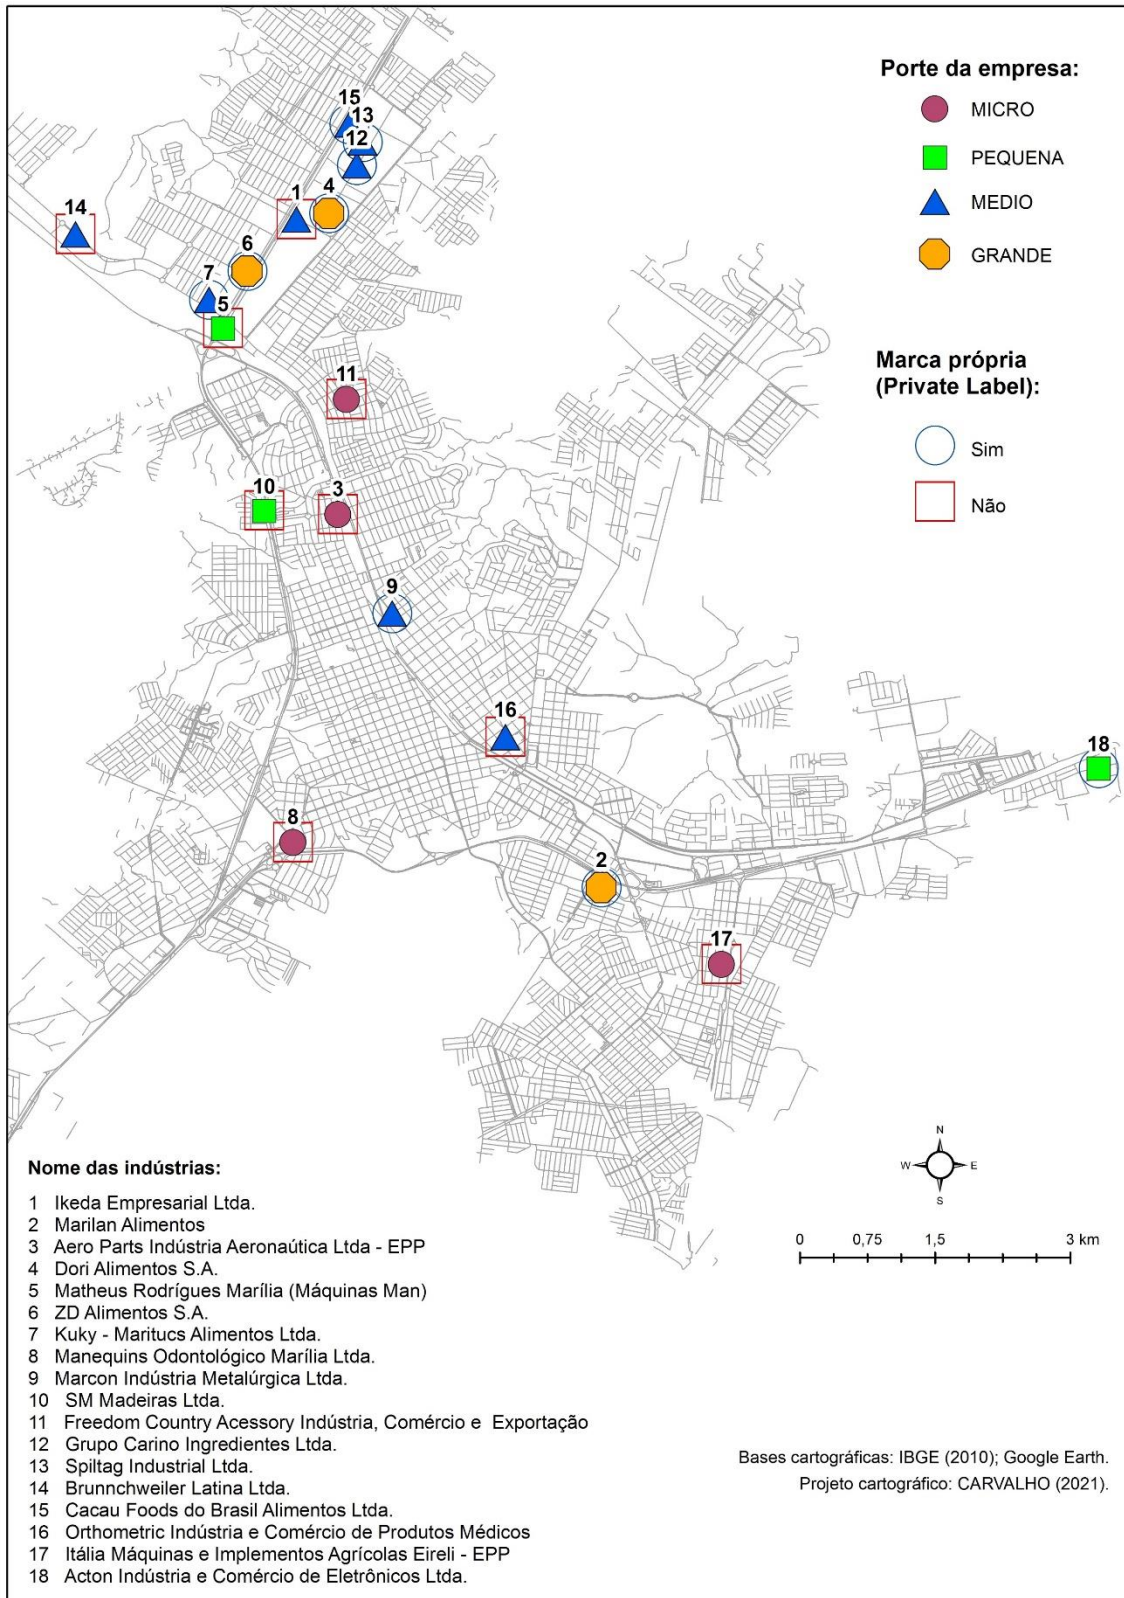 Porte da empresa:
MICRO
PEQUENA
MEDIO
GRANDE
Marca própria
(Private Label):
Sim
Não
15
13
12
4
1
14
6
7
5
11
10
3
9
16
18
8
2
17
N
W E
S
0 0,75 1,5 3 km
Nome das indústrias:
1 Ikeda Empresarial Ltda.
2 Marilan Alimentos
3 Aero Parts Indústria Aeronaútica Ltda - EPP
4 Dori Alimentos S.A.
5 Matheus Rodrígues Marília (Máquinas Man)
6 ZD Alimentos S.A.
7 Kuky - Maritucs Alimentos Ltda.
8 Manequins Odontológico Marília Ltda.
9 Marcon Indústria Metalúrgica Ltda.
10 SM Madeiras Ltda.
11 Freedom Country Acessory Indústria, Comércio e Exportação
12 Grupo Carino Ingredientes Ltda.
13 Spiltag Industrial Ltda.
14 Brunnchweiler Latina Ltda.
15 Cacau Foods do Brasil Alimentos Ltda.
16 Orthometric Indústria e Comércio de Produtos Médicos
17 Itália Máquinas e Implementos Agrícolas Eireli - EPP
18 Acton Indústria e Comércio de Eletrônicos Ltda.
Bases cartográficas: IBGE (2010); Google Earth.
Projeto cartográfico: CARVALHO (2021).